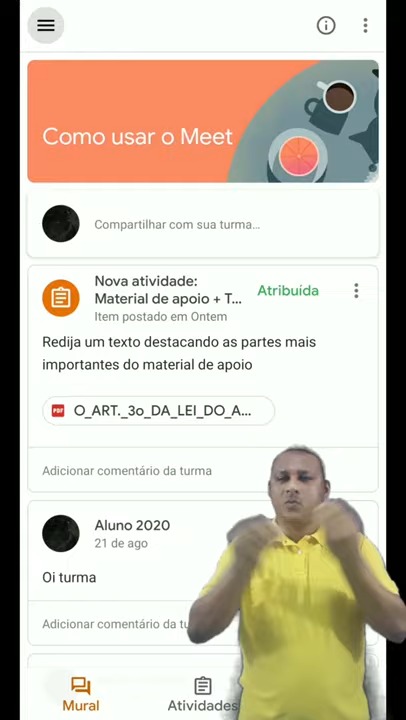 Como usar o Meet
Compartilhar com sua turma...
Nova atividade:
Material de apoio + T...
Atribuída
Item postado em Ontem
Redija um texto destacando as partes mais
importantes do material de apoio
PDF
O_ART._3o_DA_LEI_DO_A...
Adicionar comentário da turma
Aluno 2020
21 de ago
Oi turma
Adicionar comentário da tu
Mural
Atividades